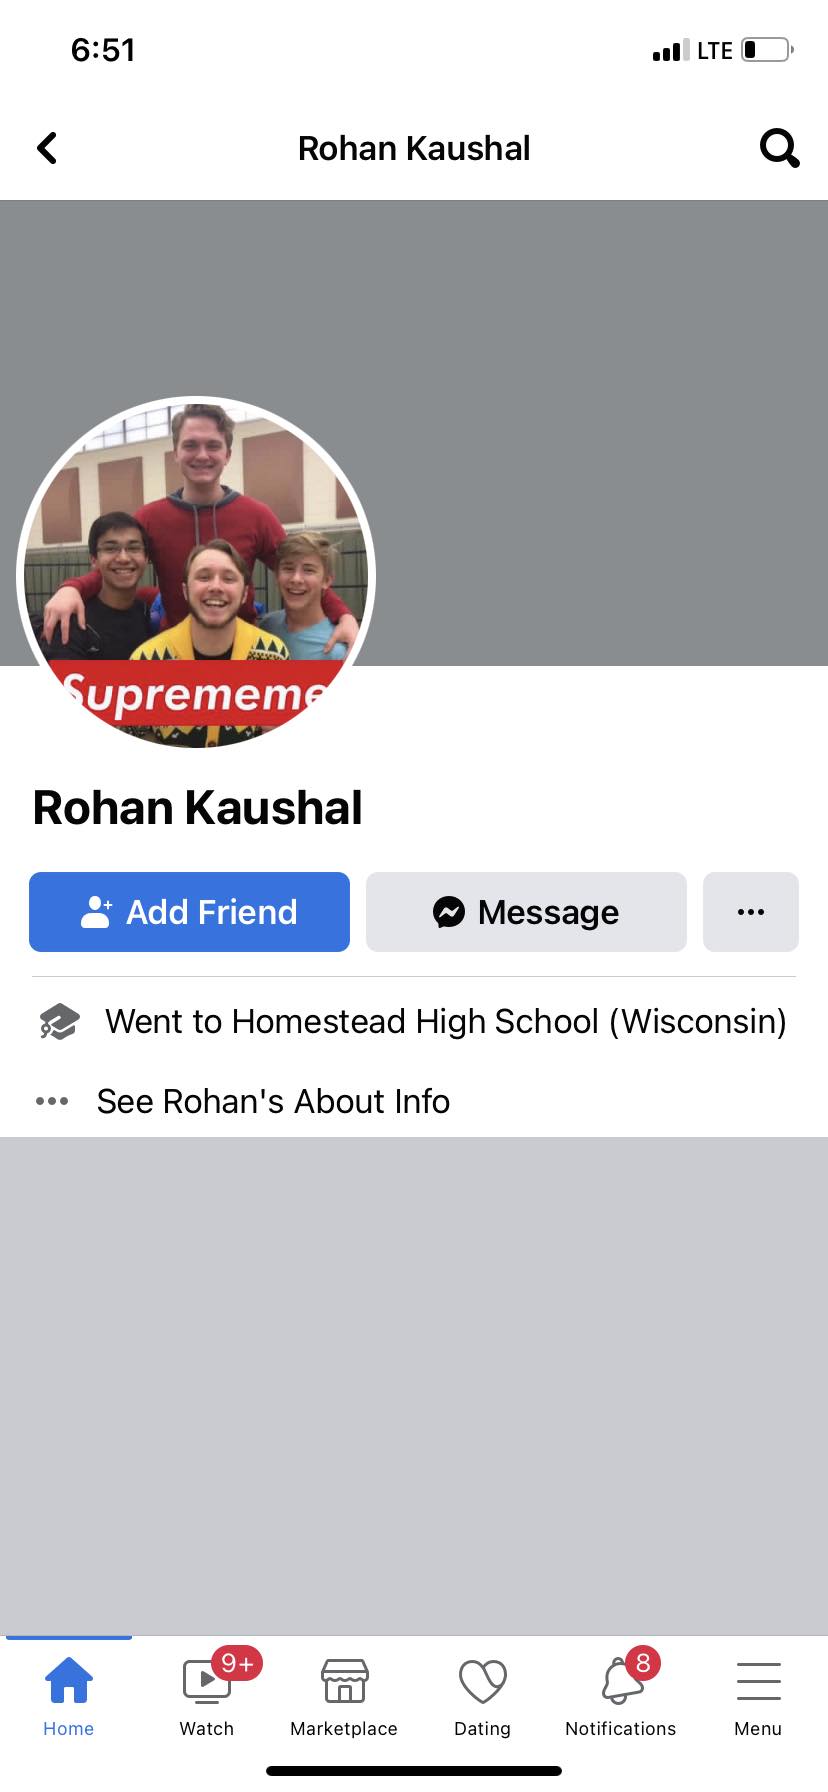 6:51
LTE
Rohan Kaushal
Suprememe
Rohan Kaushal
Add Friend
Message
Went to Homestead High School (Wisconsin)
See Rohan's About Info
9+
8
Home
Watch
Marketplace
Dating
Notifications
Menu